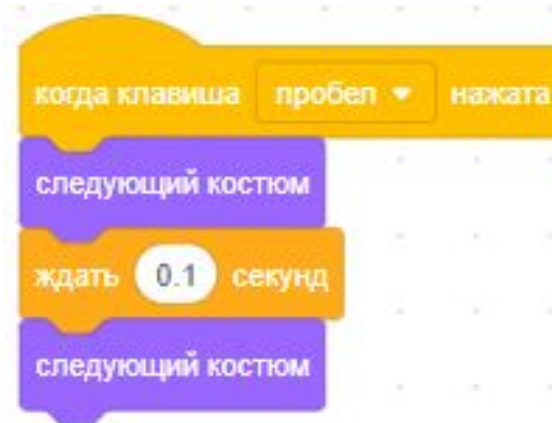 когда клавиша пробел нажата
следующий костюм
ждать 0.1 секунд
следующий костюм